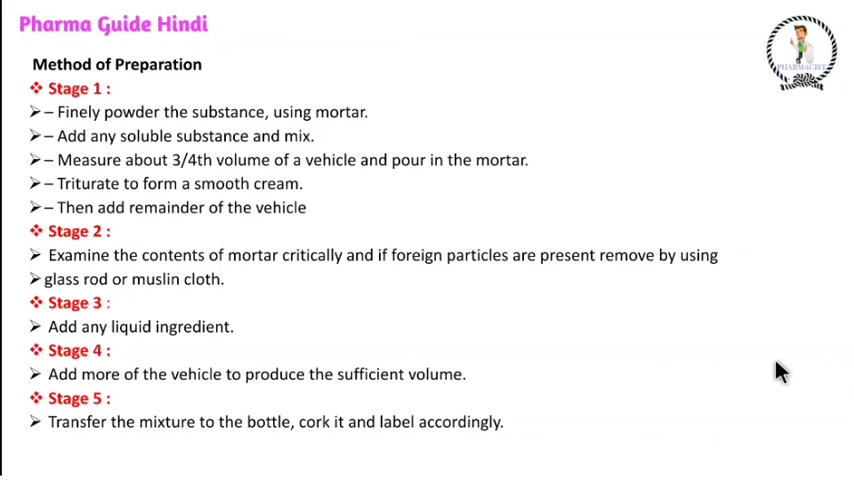 Pharma Guide Hindi
PHARMACIST
Method of Preparation
❖ Stage 1 :
➢ – Finely powder the substance, using mortar.
➢ – Add any soluble substance and mix.
➢ – Measure about 3/4th volume of a vehicle and pour in the mortar.
➢ – Triturate to form a smooth cream.
➢ – Then add remainder of the vehicle
❖ Stage 2 :
➢ Examine the contents of mortar critically and if foreign particles are present remove by using
➢ glass rod or muslin cloth.
❖ Stage 3 :
➢ Add any liquid ingredient.
❖ Stage 4 :
➢ Add more of the vehicle to produce the sufficient volume.
❖ Stage 5 :
➢ Transfer the mixture to the bottle, cork it and label accordingly.